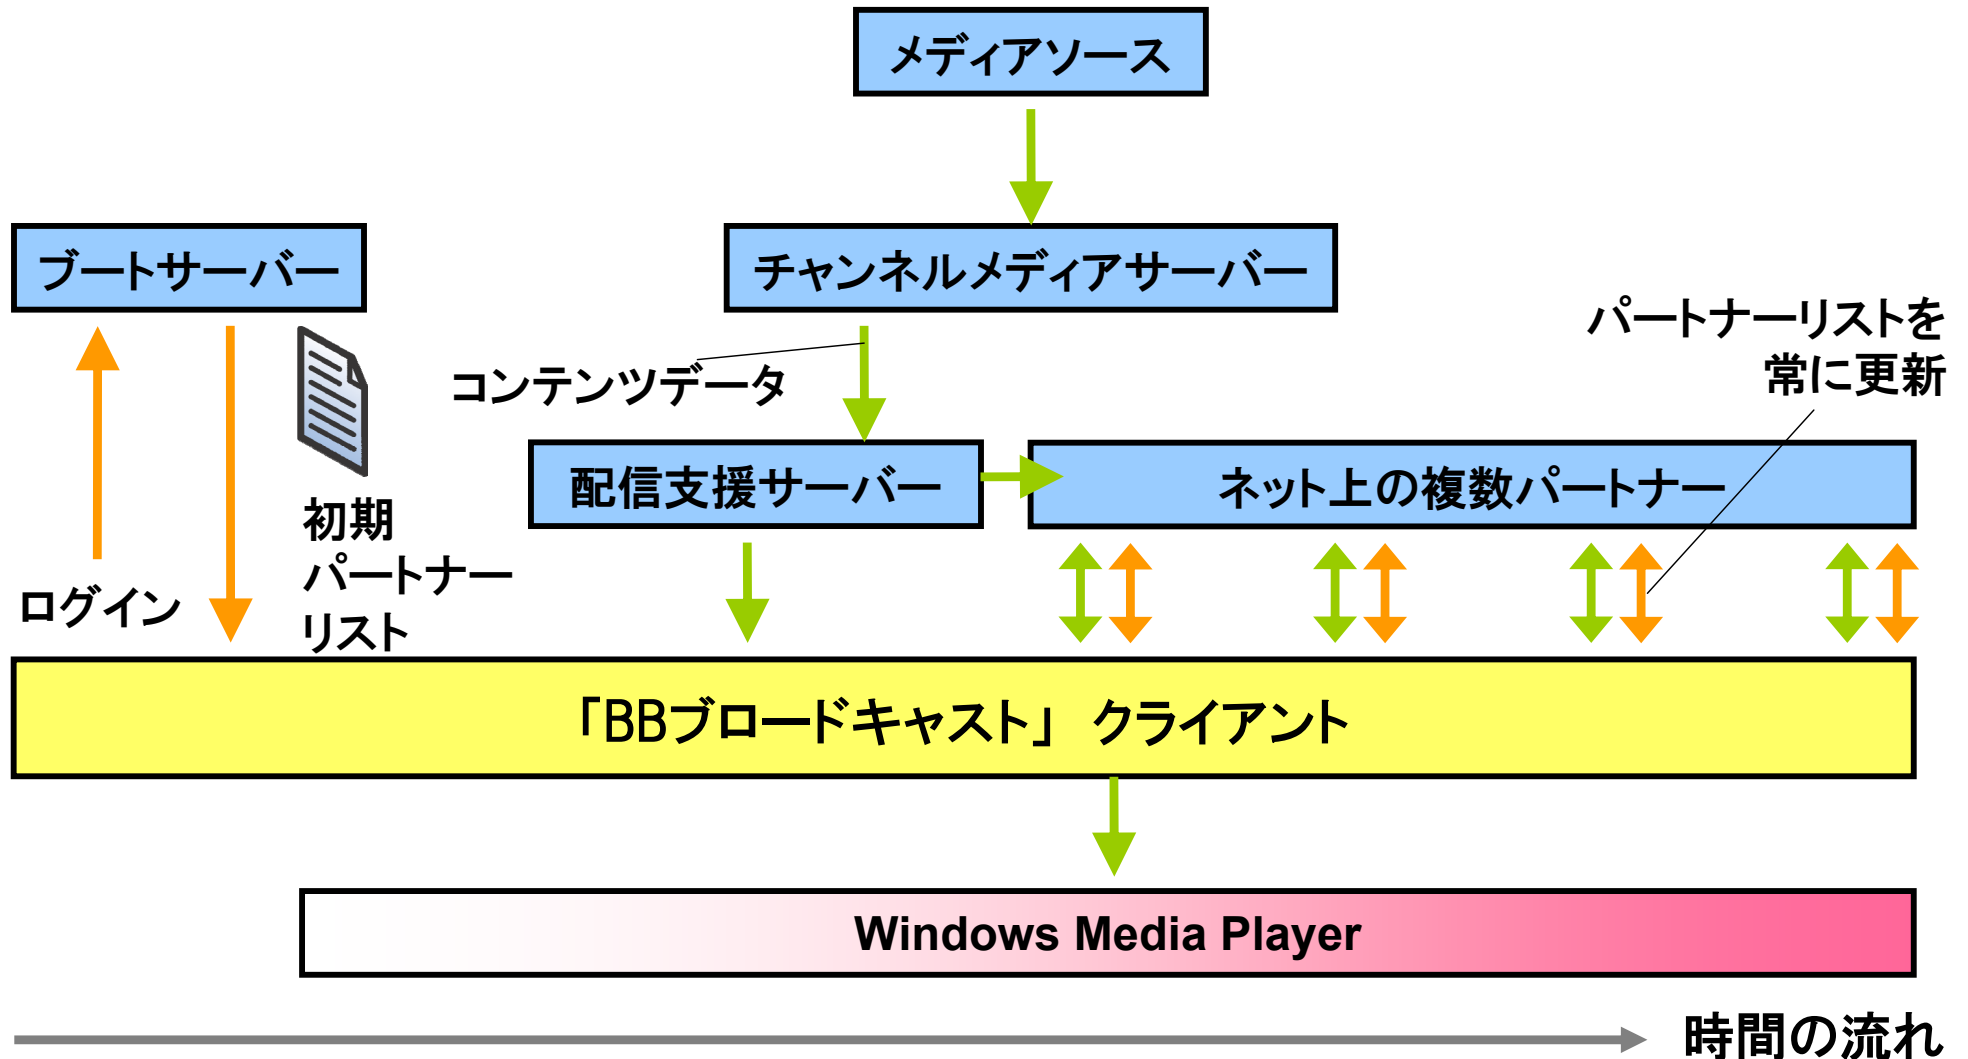 メディアソース
ブートサーバー
チャンネルメディアサーバー
パートナーリストを
常に更新
コンテンツデータ
配信支援サーバー
ネット上の複数パートナー
初期
パートナー
リスト
ログイン
「BBブロードキャスト」 クライアント
Windows Media Player
時間の流れ